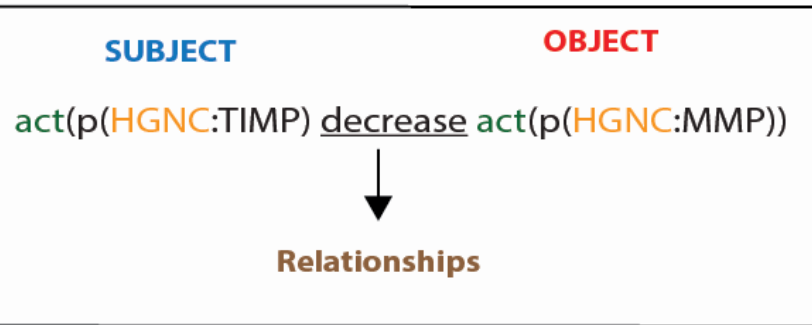 SUBJECT OBJECT
act(p(HGNC:TIMP) decrease act(p(HGNC:MMP))
Relationships